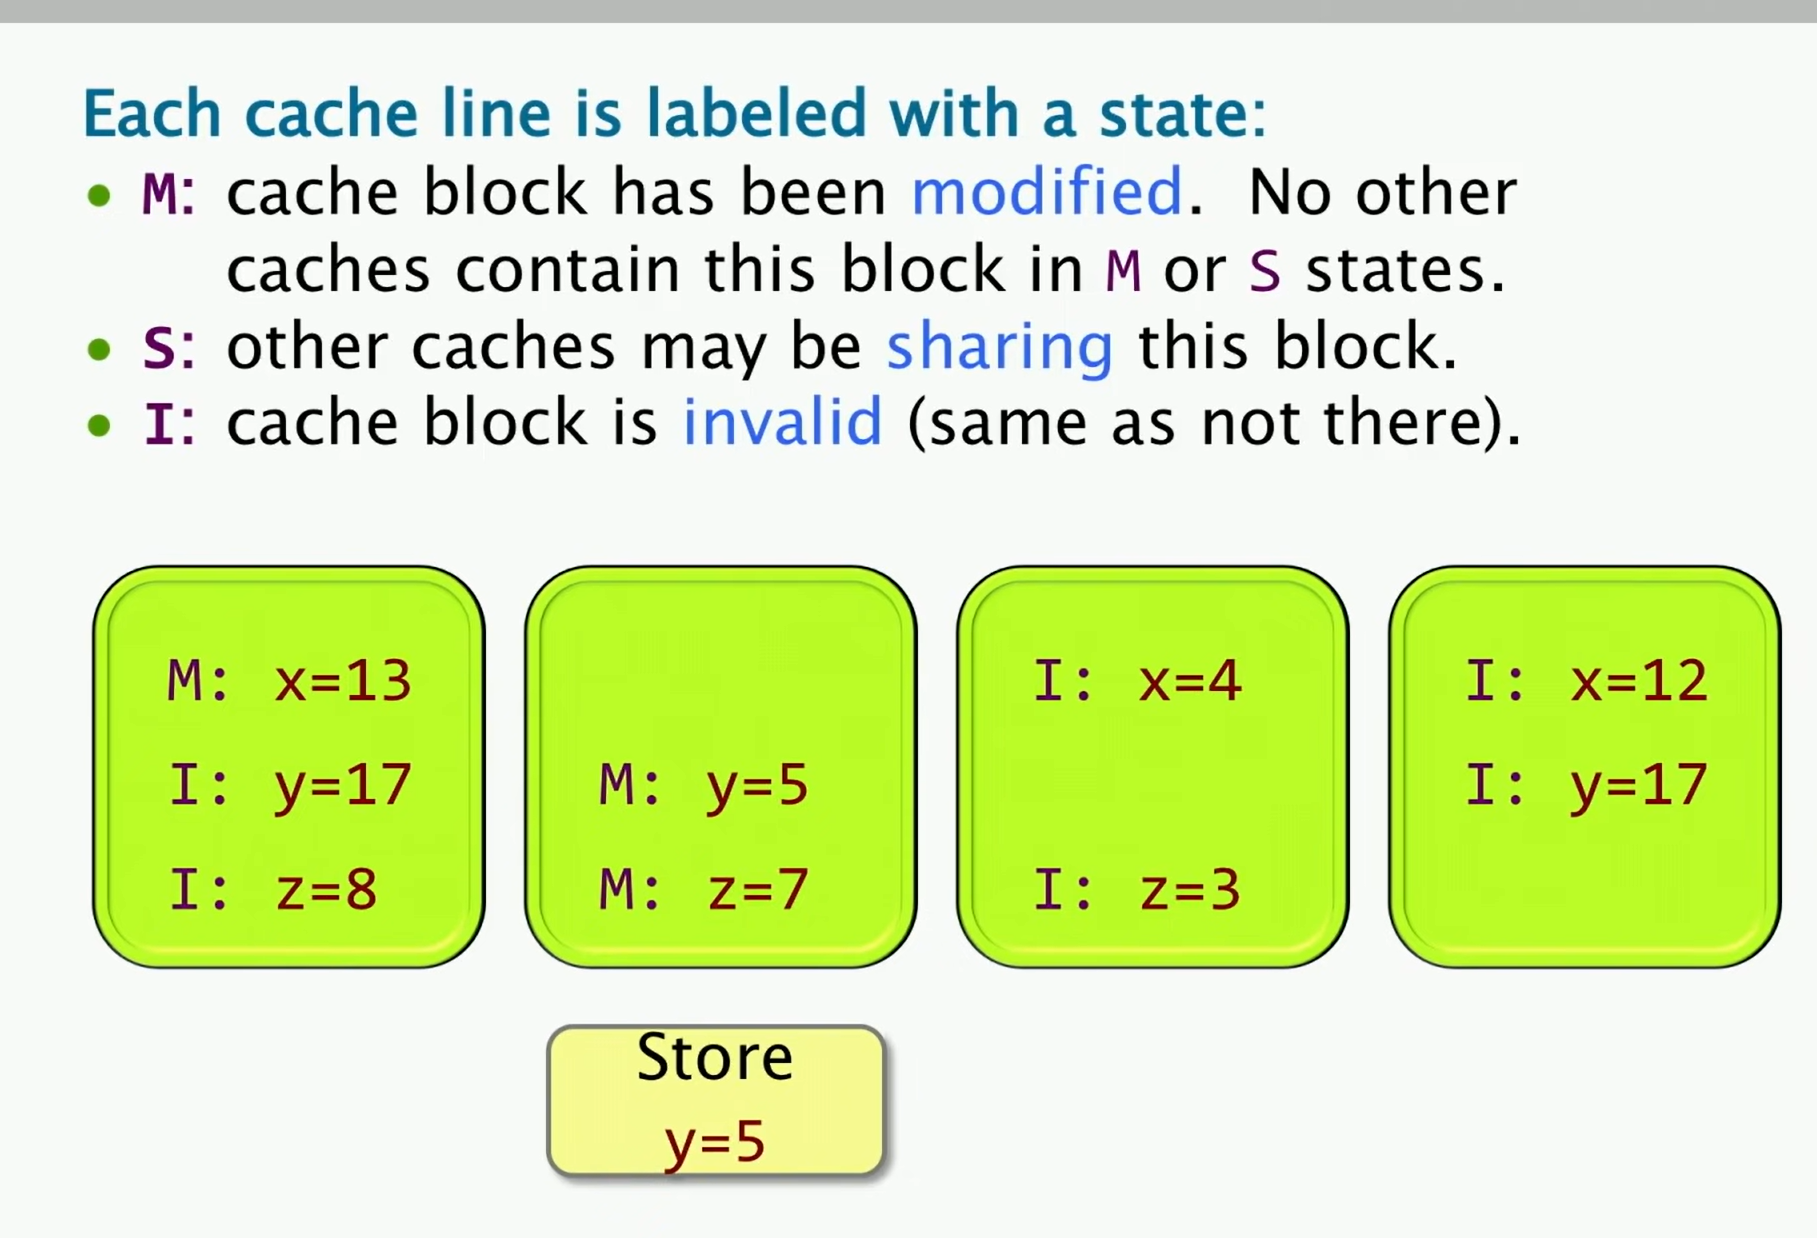 Each cache line is labeled with a state:
• M: cache block has been modified. No other
caches contain this block in M or S states.
• S: other caches may be sharing this block.
• I: cache block is invalid (same as not there).
M: x=13
I: y=17
I: z=8
M: y=5
M: z=7
I: x=4
I: z=3
I: x=12
I: y=17
Store
y=5